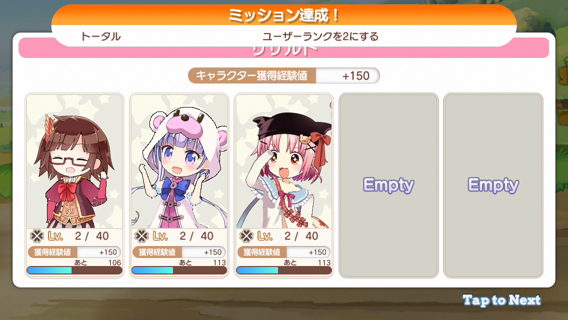 ミッション達成！
トータル
ユーザーランクを2にする
リザルト
キャラクター獲得経験値
+150
Lv. 2 / 40
獲得経験値 +150
あと 106
Lv. 2 / 40
獲得経験値 +150
あと 113
Lv. 2 / 40
獲得経験値 +150
あと 113
Empty
Empty
Tap to Next